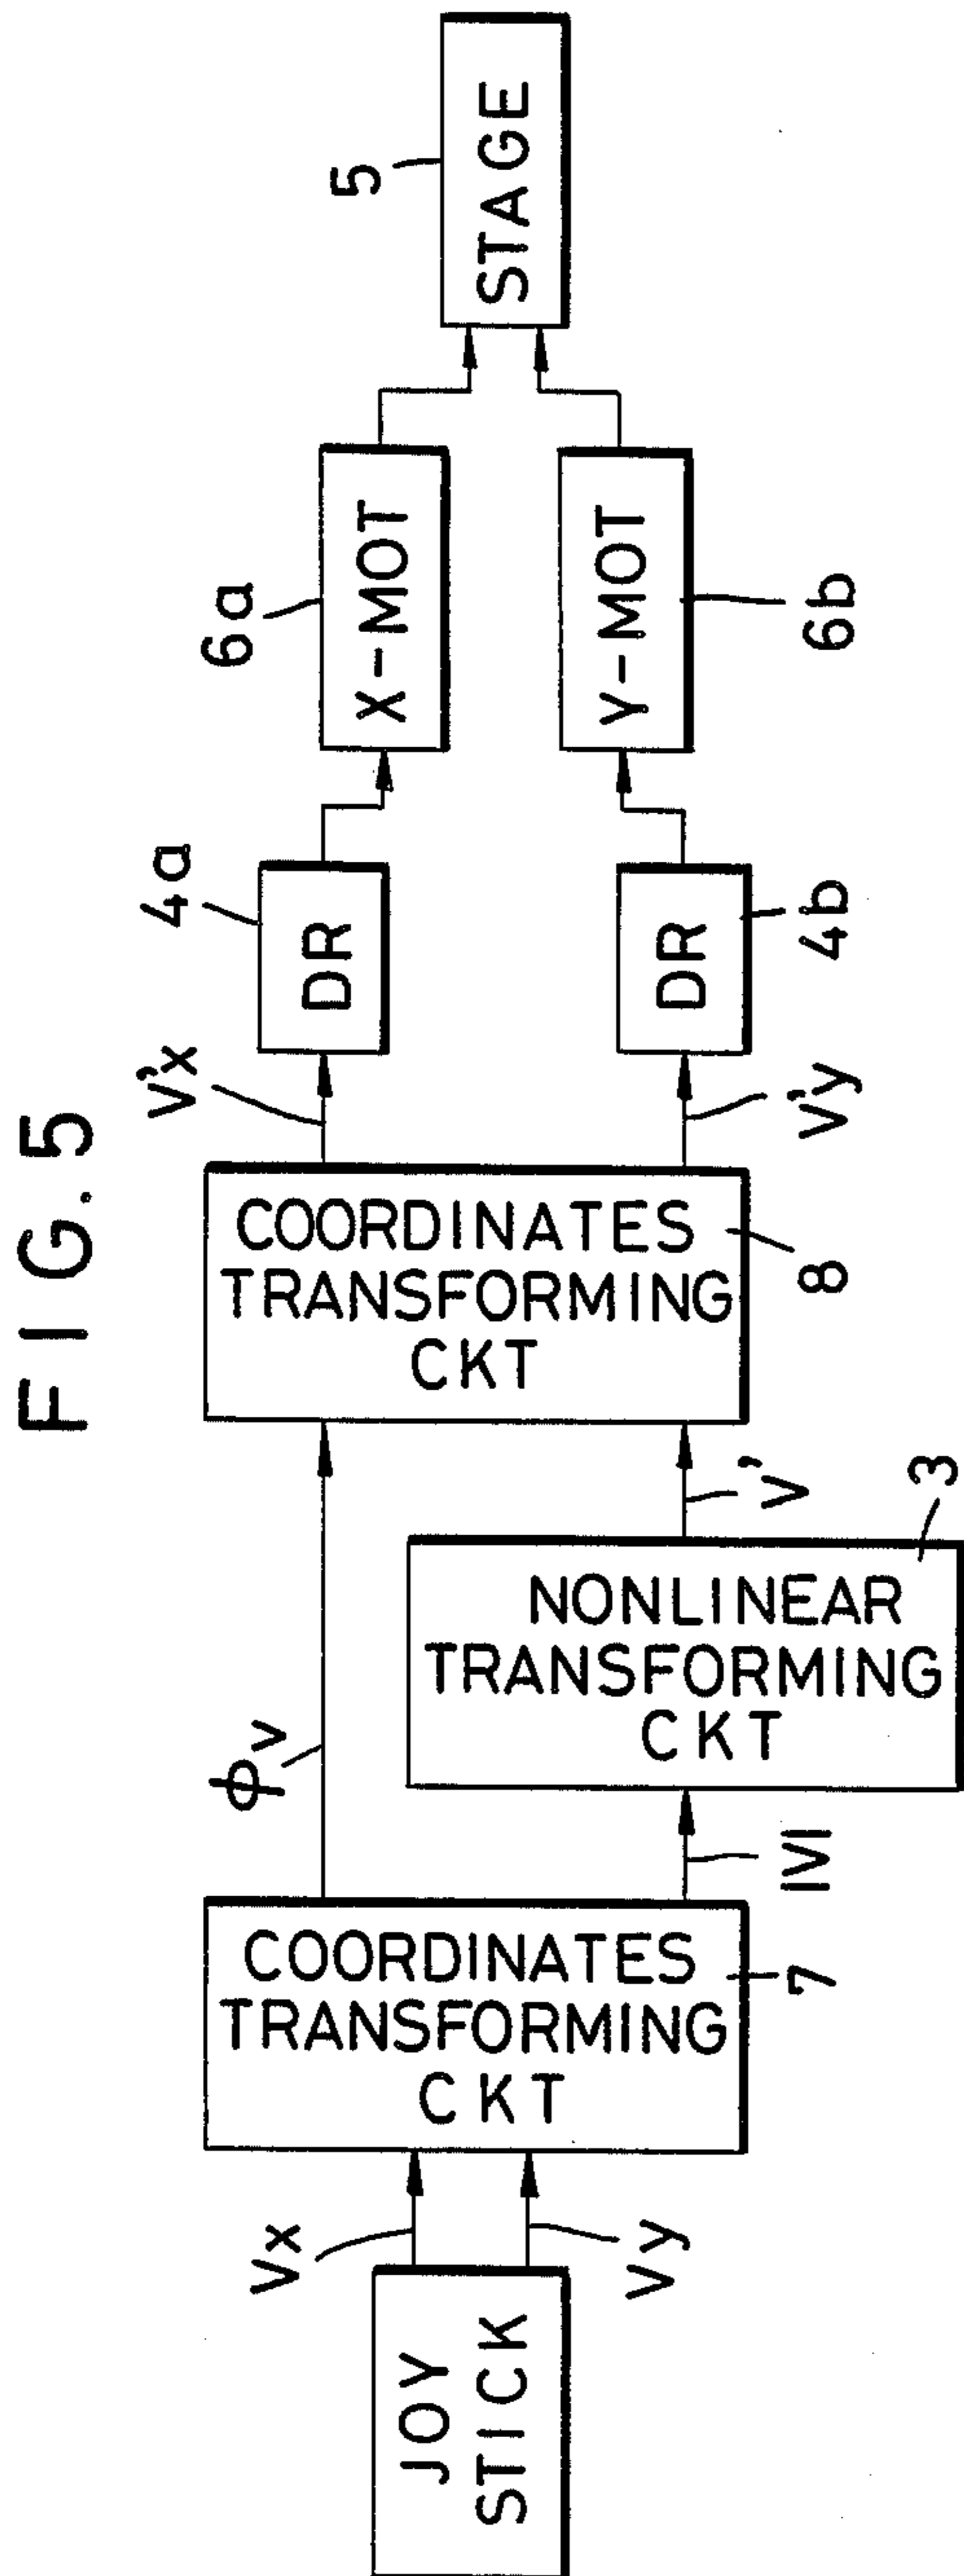 FIG. 5
JOY
STICK
Vx
Vy
COORDINATES
TRANSFORMING
CKT
7
ϕv
|V|
NONLINEAR
TRANSFORMING
CKT
3
V'
COORDINATES
TRANSFORMING
CKT
8
V'x
V'y
4a
DR
DR
4b
6a
X-MOT
Y-MOT
6b
5
STAGE